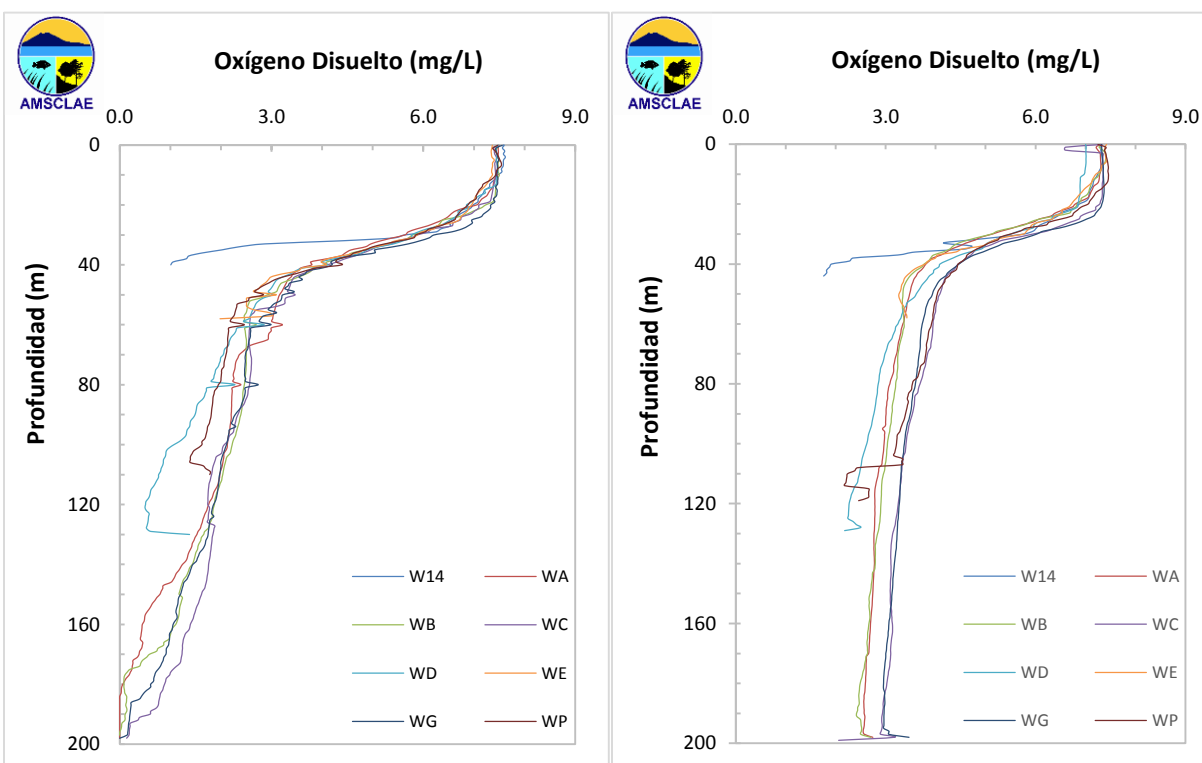 Oxígeno Disuelto (mg/L)
AMSCLAE
0.0 3.0 6.0 9.0
0
40
80
120
160
200
Profundidad (m)
W14 WA
WB WC
WD WE
WG WP
Oxígeno Disuelto (mg/L)
AMSCLAE
0.0 3.0 6.0 9.0
0
40
80
120
160
200
Profundidad (m)
W14 WA
WB WC
WD WE
WG WP